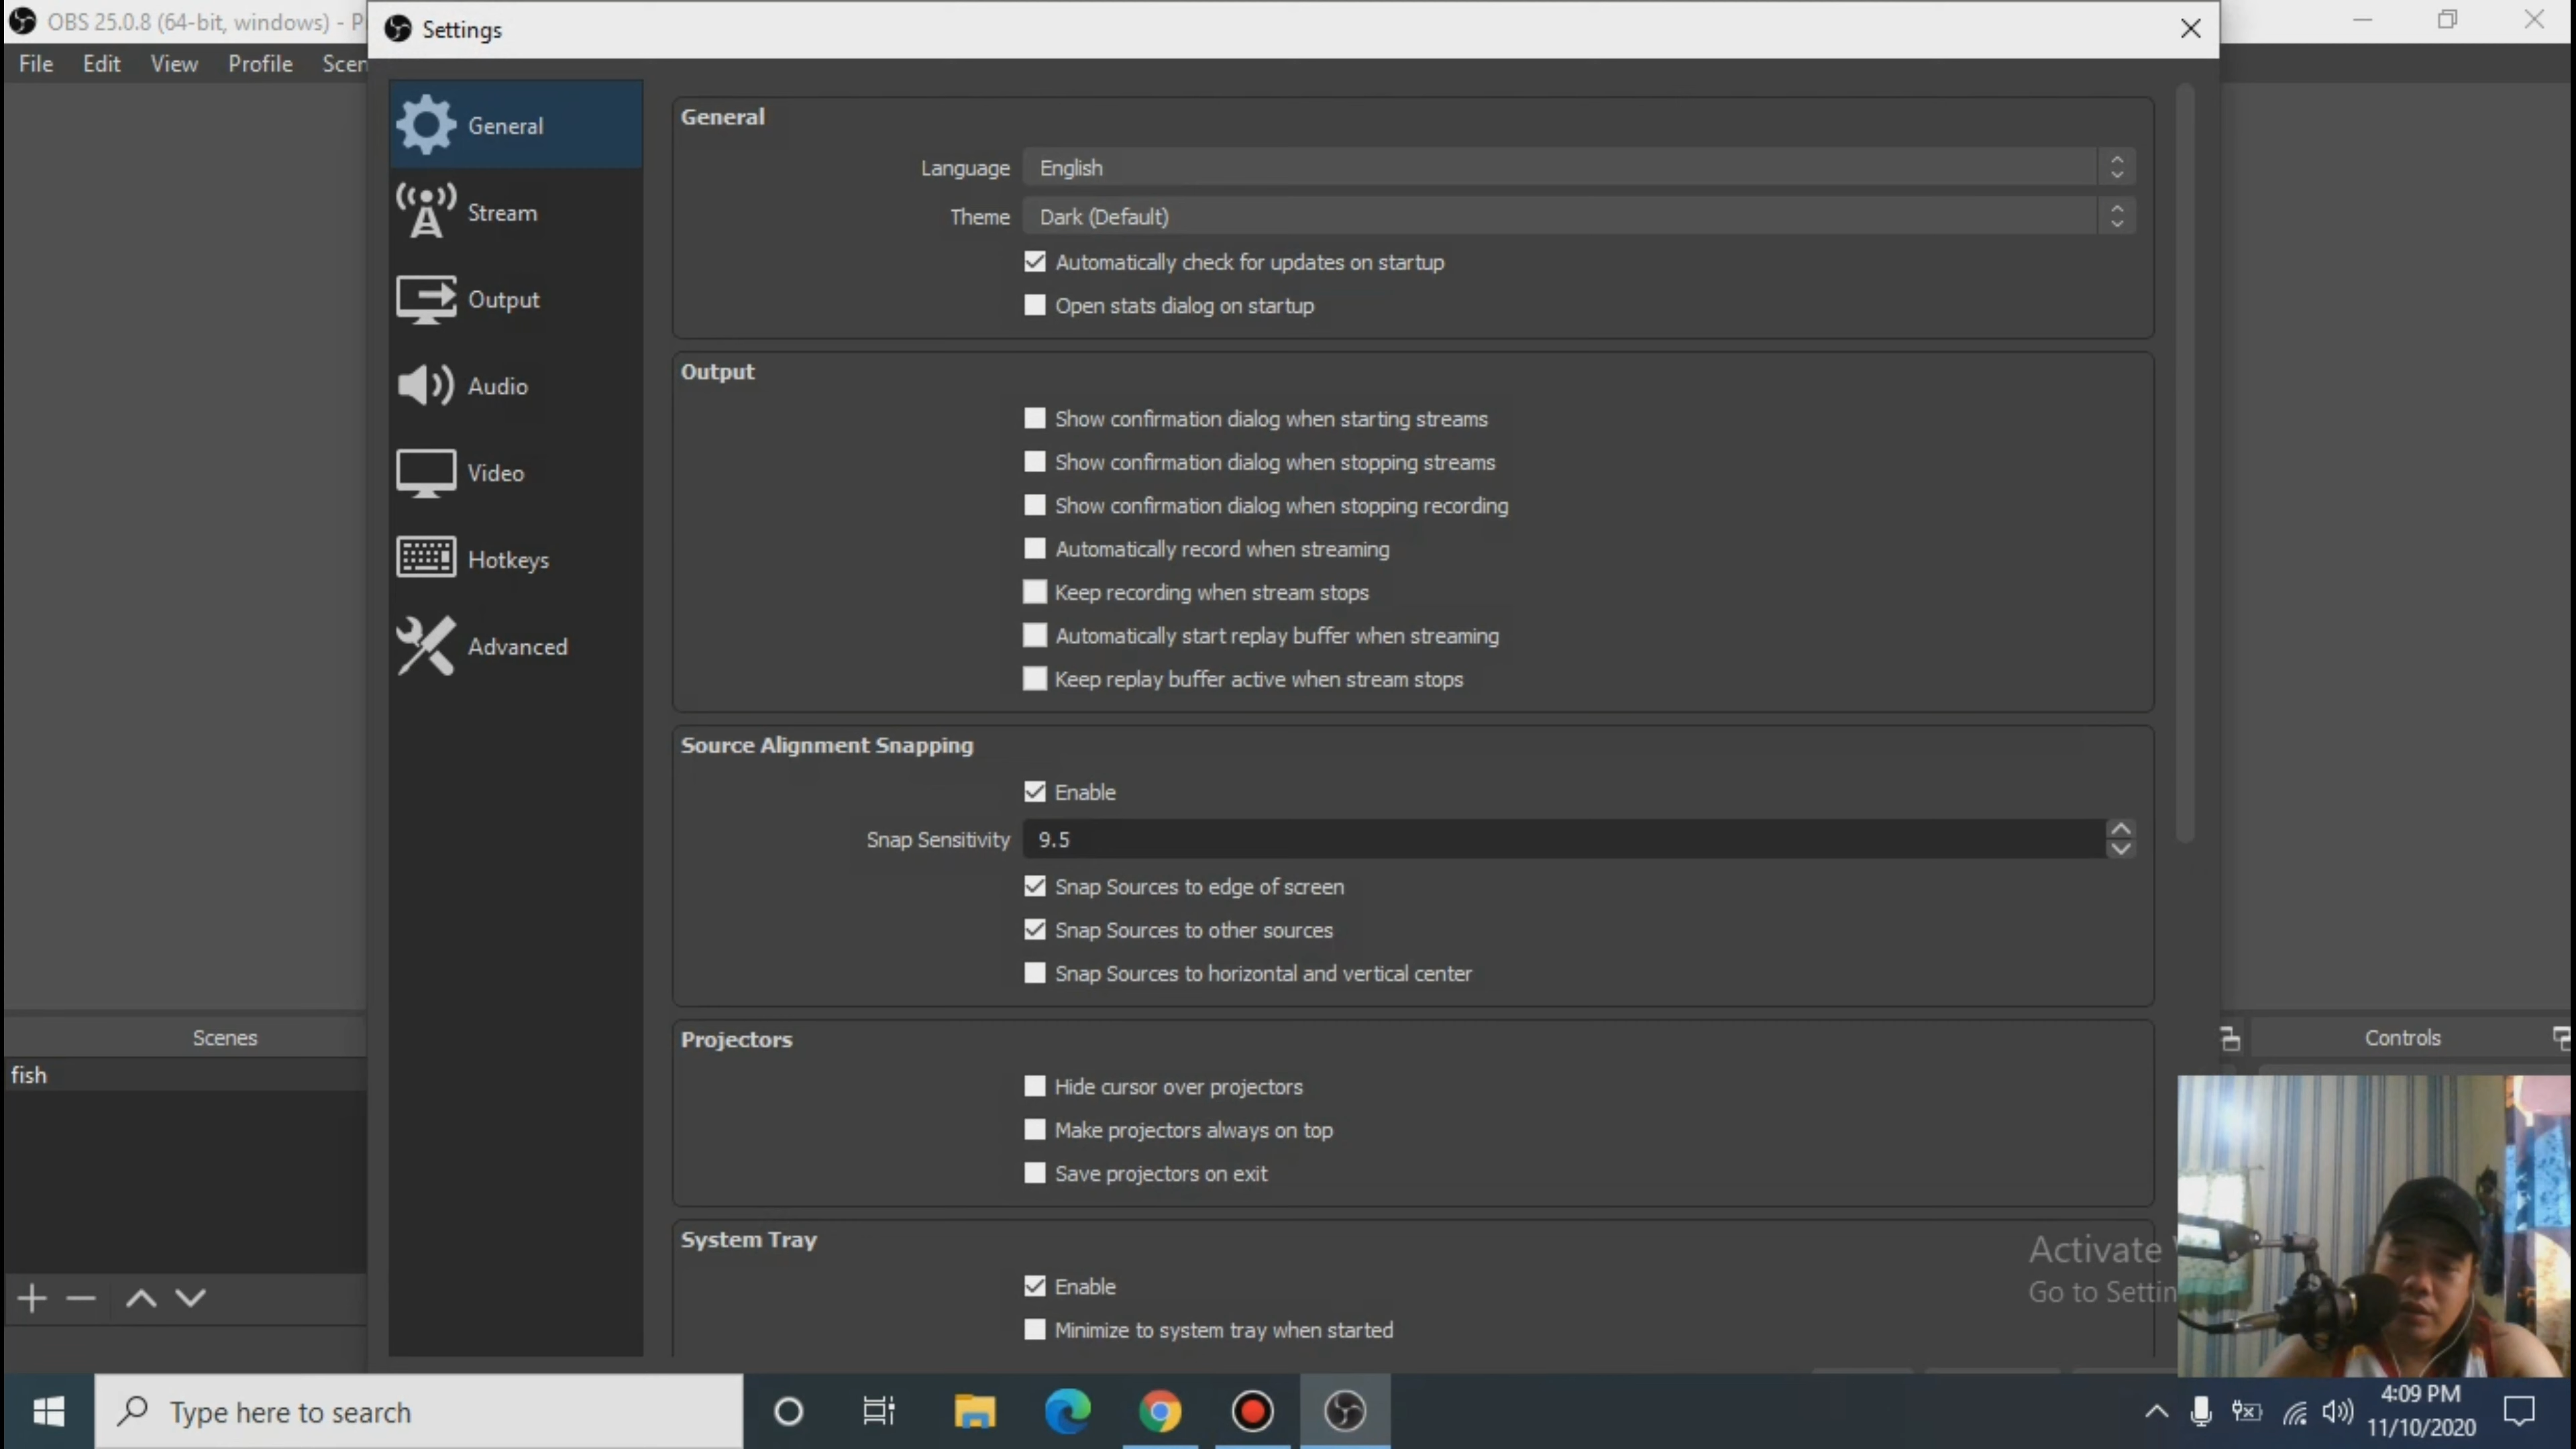 OBS 25.0.8 (64-bit, windows) - P
Settings
File Edit View Profile Scen
General
Stream
Output
Audio
Video
Hotkeys
Advanced
General
Language English
Theme Dark (Default)
Automatically check for updates on startup
Open stats dialog on startup
Output
Show confirmation dialog when starting streams
Show confirmation dialog when stopping streams
Show confirmation dialog when stopping recording
Automatically record when streaming
Keep recording when stream stops
Automatically start replay buffer when streaming
Keep replay buffer active when stream stops
Source Alignment Snapping
Enable
Snap Sensitivity 9.5
Snap Sources to edge of screen
Snap Sources to other sources
Snap Sources to horizontal and vertical center
Projectors
Hide cursor over projectors
Make projectors always on top
Save projectors on exit
System Tray
Enable
Minimize to system tray when started
Scenes
fish
Controls
Activate
Go to Settin
Type here to search
4:09 PM
11/10/2020